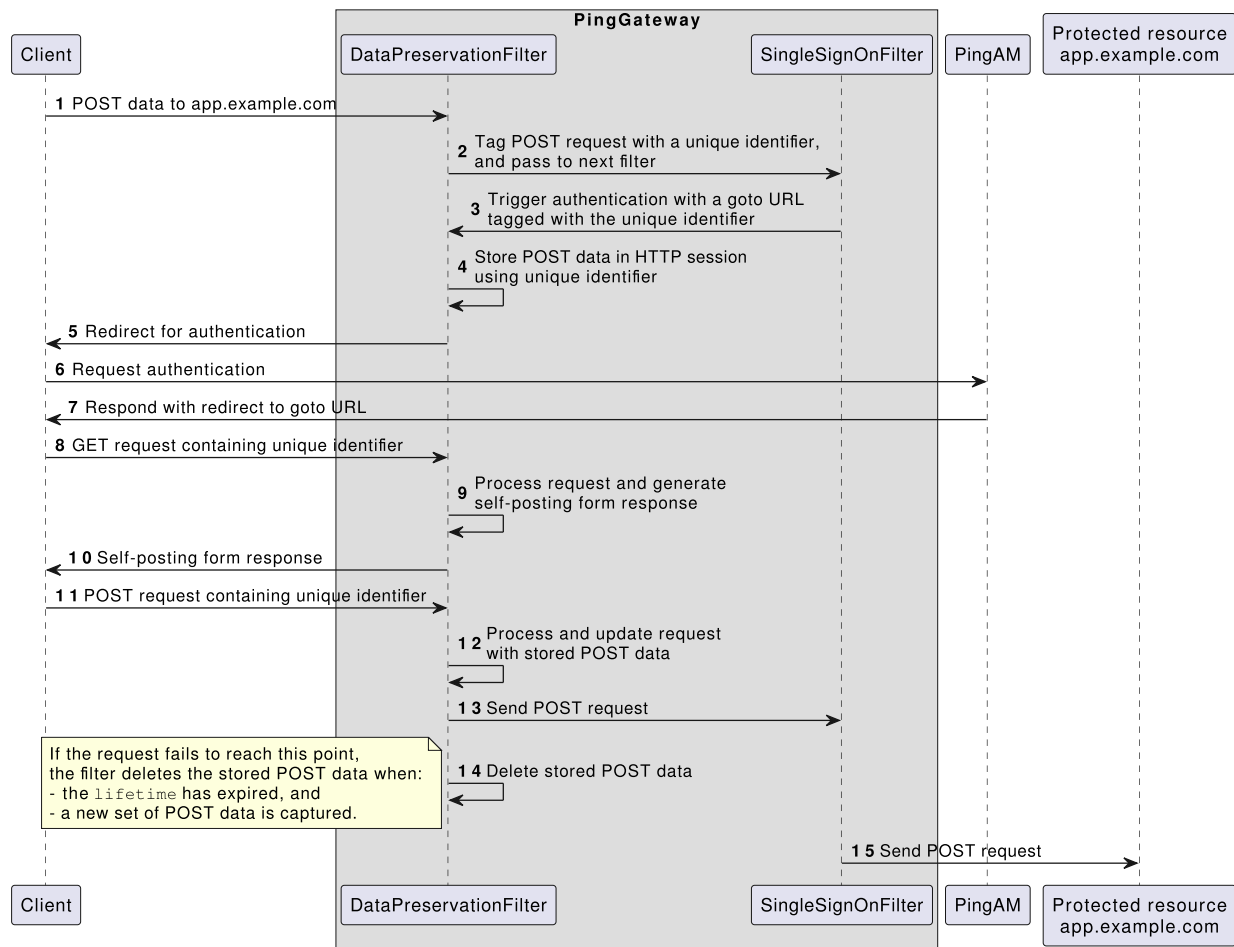 PingGateway
Client
DataPreservationFilter
SingleSignOnFilter
PingAM
Protected resource
app.example.com
1 POST data to app.example.com
2 Tag POST request with a unique identifier,
and pass to next filter
3 Trigger authentication with a goto URL
tagged with the unique identifier
4 Store POST data in HTTP session
using unique identifier
5 Redirect for authentication
6 Request authentication
7 Respond with redirect to goto URL
8 GET request containing unique identifier
9 Process request and generate
self-posting form response
10 Self-posting form response
11 POST request containing unique identifier
12 Process and update request
with stored POST data
13 Send POST request
If the request fails to reach this point,
the filter deletes the stored POST data when:
- the lifetime has expired, and
- a new set of POST data is captured.
14 Delete stored POST data
15 Send POST request
Client
DataPreservationFilter
SingleSignOnFilter
PingAM
Protected resource
app.example.com